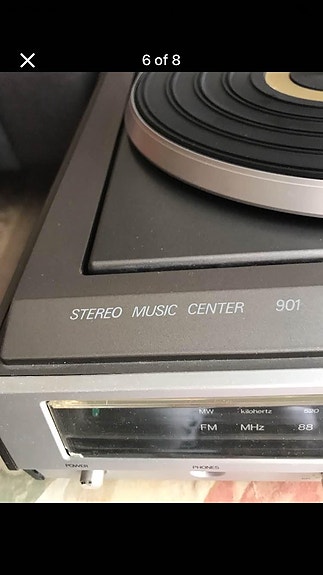 6 of 8
STEREO MUSIC CENTER 901
MW kilohertz 520
FM MHz 88
POWER PHONES